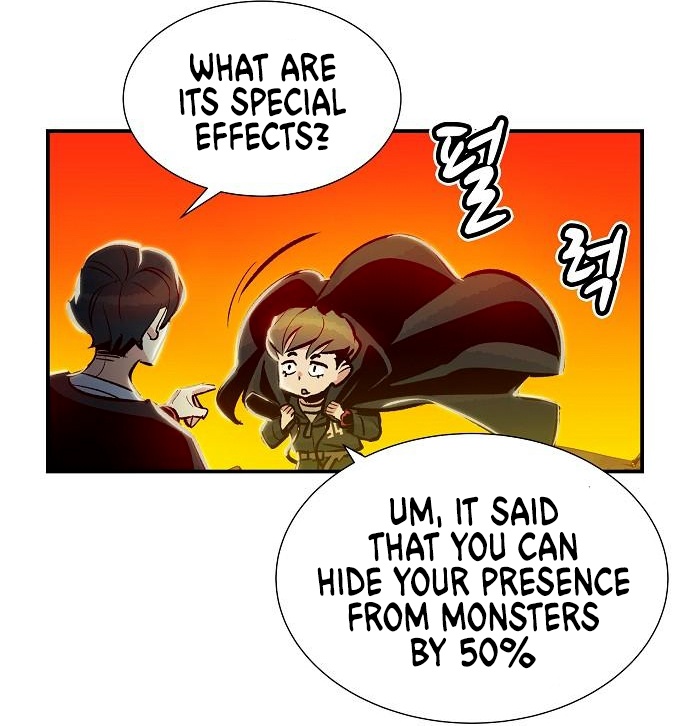 WHAT ARE
ITS SPECIAL
EFFECTS?
펄
럭
UM, IT SAID
THAT YOU CAN
HIDE YOUR PRESENCE
FROM MONSTERS
BY 50%